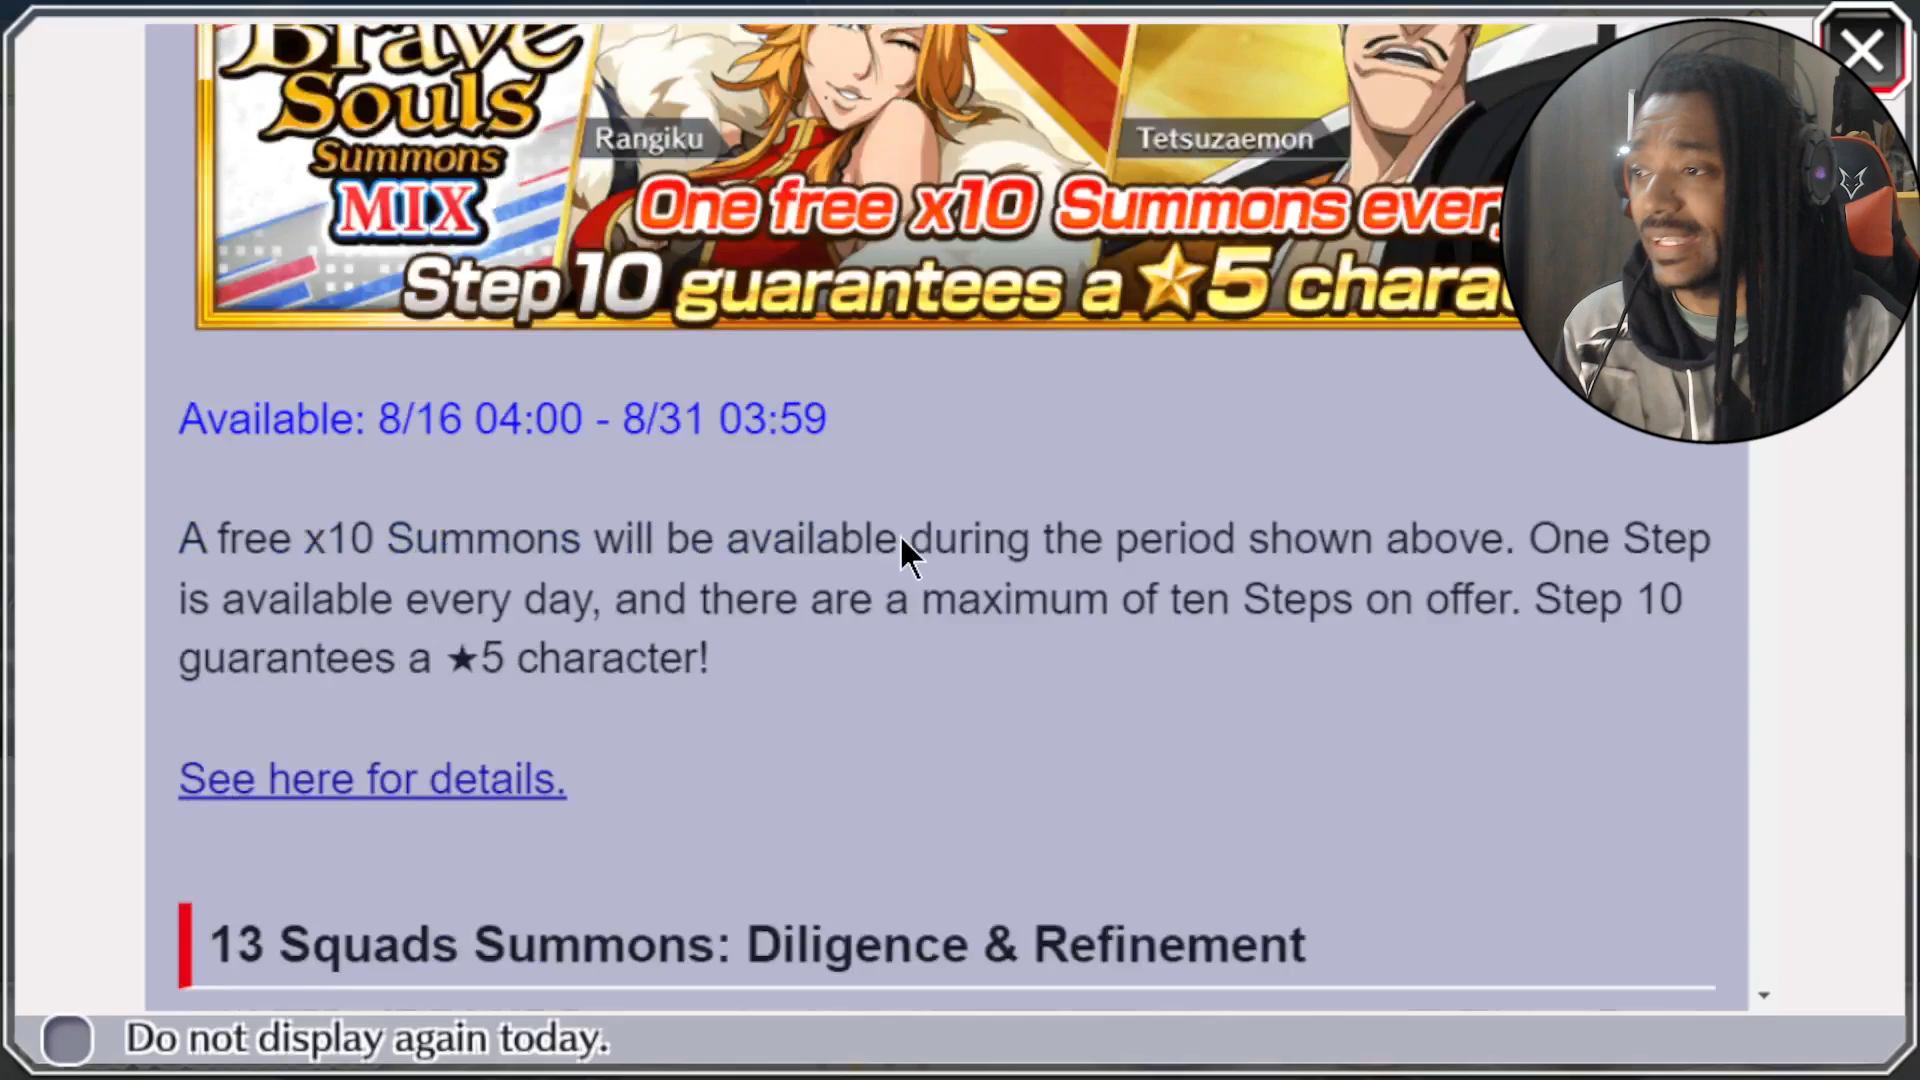 Brave
Souls
Summons
MIX
Rangiku
Tetsuzaemon
One free x10 Summons
Step 10 guarantees a ★5
Available: 8/16 04:00 - 8/31 03:59
A free x10 Summons will be available during the period shown above. One Step
is available every day, and there are a maximum of ten Steps on offer. Step 10
guarantees a ★5 character!
See here for details.
13 Squads Summons: Diligence & Refinement
Do not display again today.